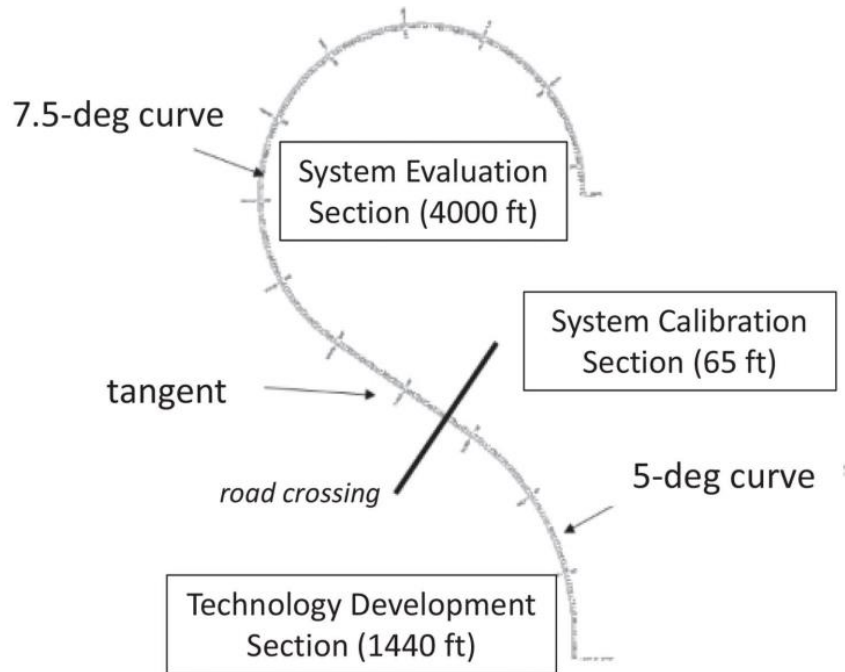 7.5-deg curve
System Evaluation
Section (4000 ft)
System Calibration
Section (65 ft)
tangent
road crossing
5-deg curve
Technology Development
Section (1440 ft)